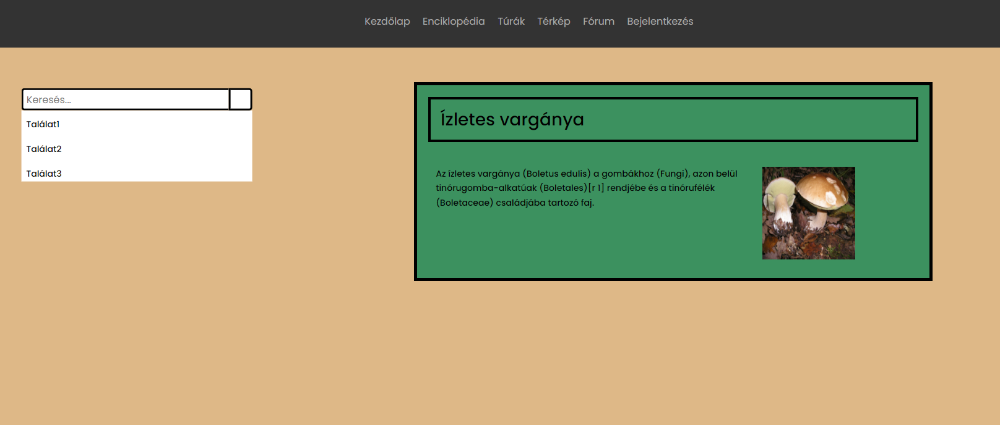 Kezdőlap Enciklopédia Túrák Térkép Fórum Bejelentkezés
Keresés...
Találat1
Találat2
Találat3
Ízletes vargánya
Az ízletes vargánya (Boletus edulis) a gombákhoz (Fungi), azon belül
tinórugomba-alkatúak (Boletales)[r 1] rendjébe és a tinórufélék
(Boletaceae) családjába tartozó faj.